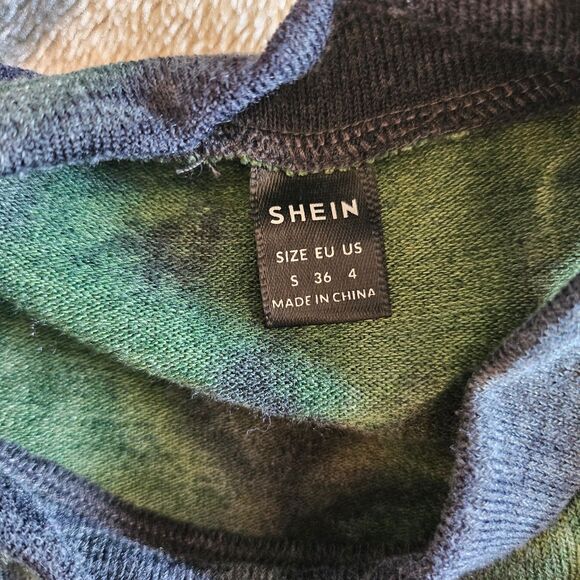 SHEIN
SIZE EU US
S 36 4
MADE IN CHINA